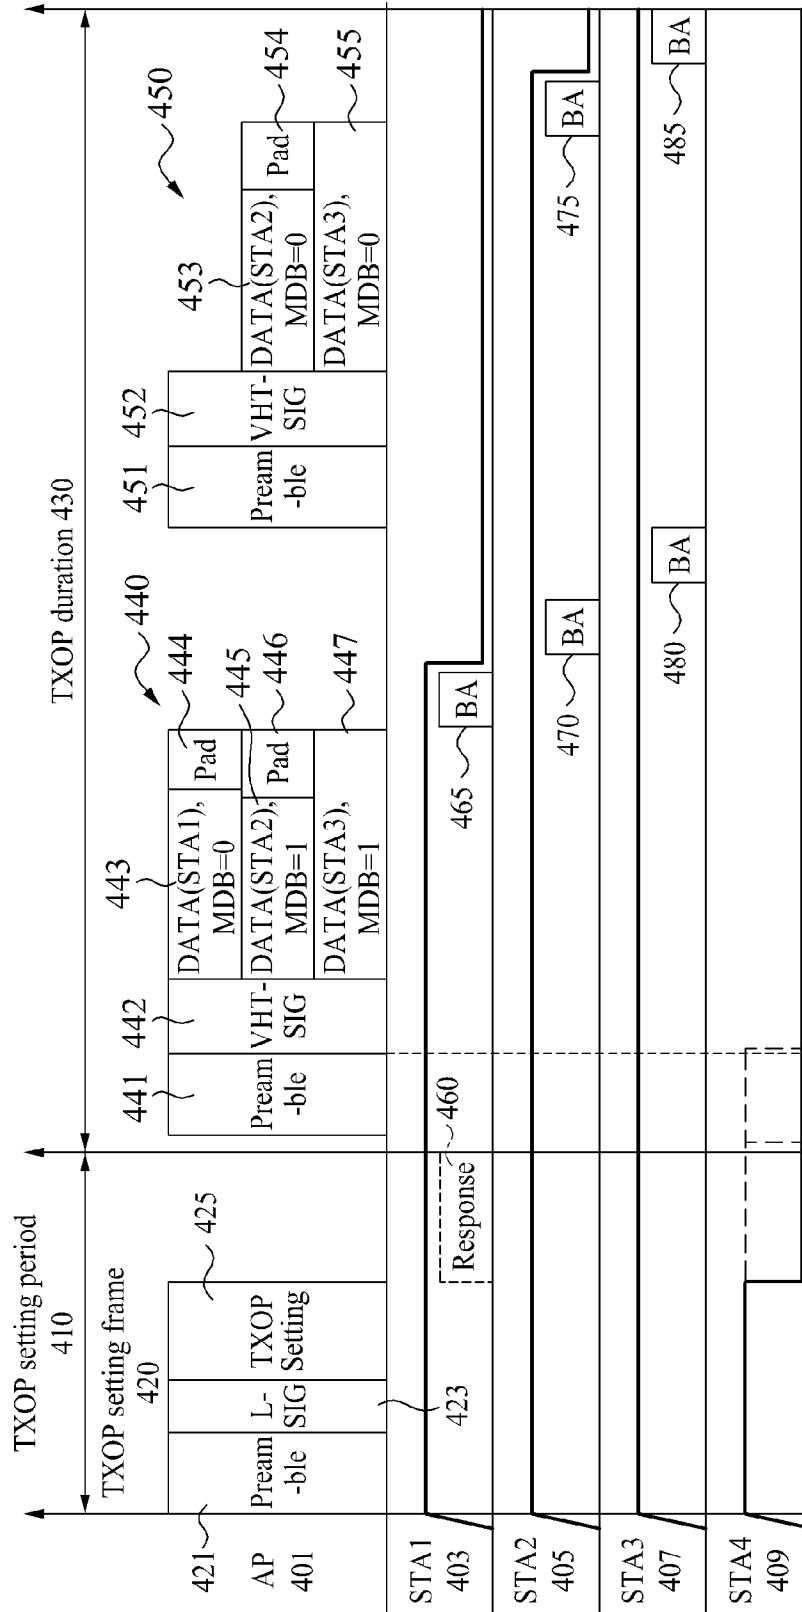 TXOP setting period
410
TXOP duration 430
TXOP setting frame
420
421
425
423
441
442
443
444
440
445
446
447
451
452
453
450
454
455
AP
401
Pream
-ble
L-
SIG
TXOP
Setting
Pream
-ble
VHT-
SIG
DATA(STA1),
MDB=0
Pad
DATA(STA2),
MDB=1
Pad
DATA(STA3),
MDB=1
Pream
-ble
VHT-
SIG
DATA(STA2),
MDB=0
Pad
DATA(STA3),
MDB=0
STA1
403
Response
460
BA
465
STA2
405
BA
470
BA
475
STA3
407
BA
480
BA
485
STA4
409